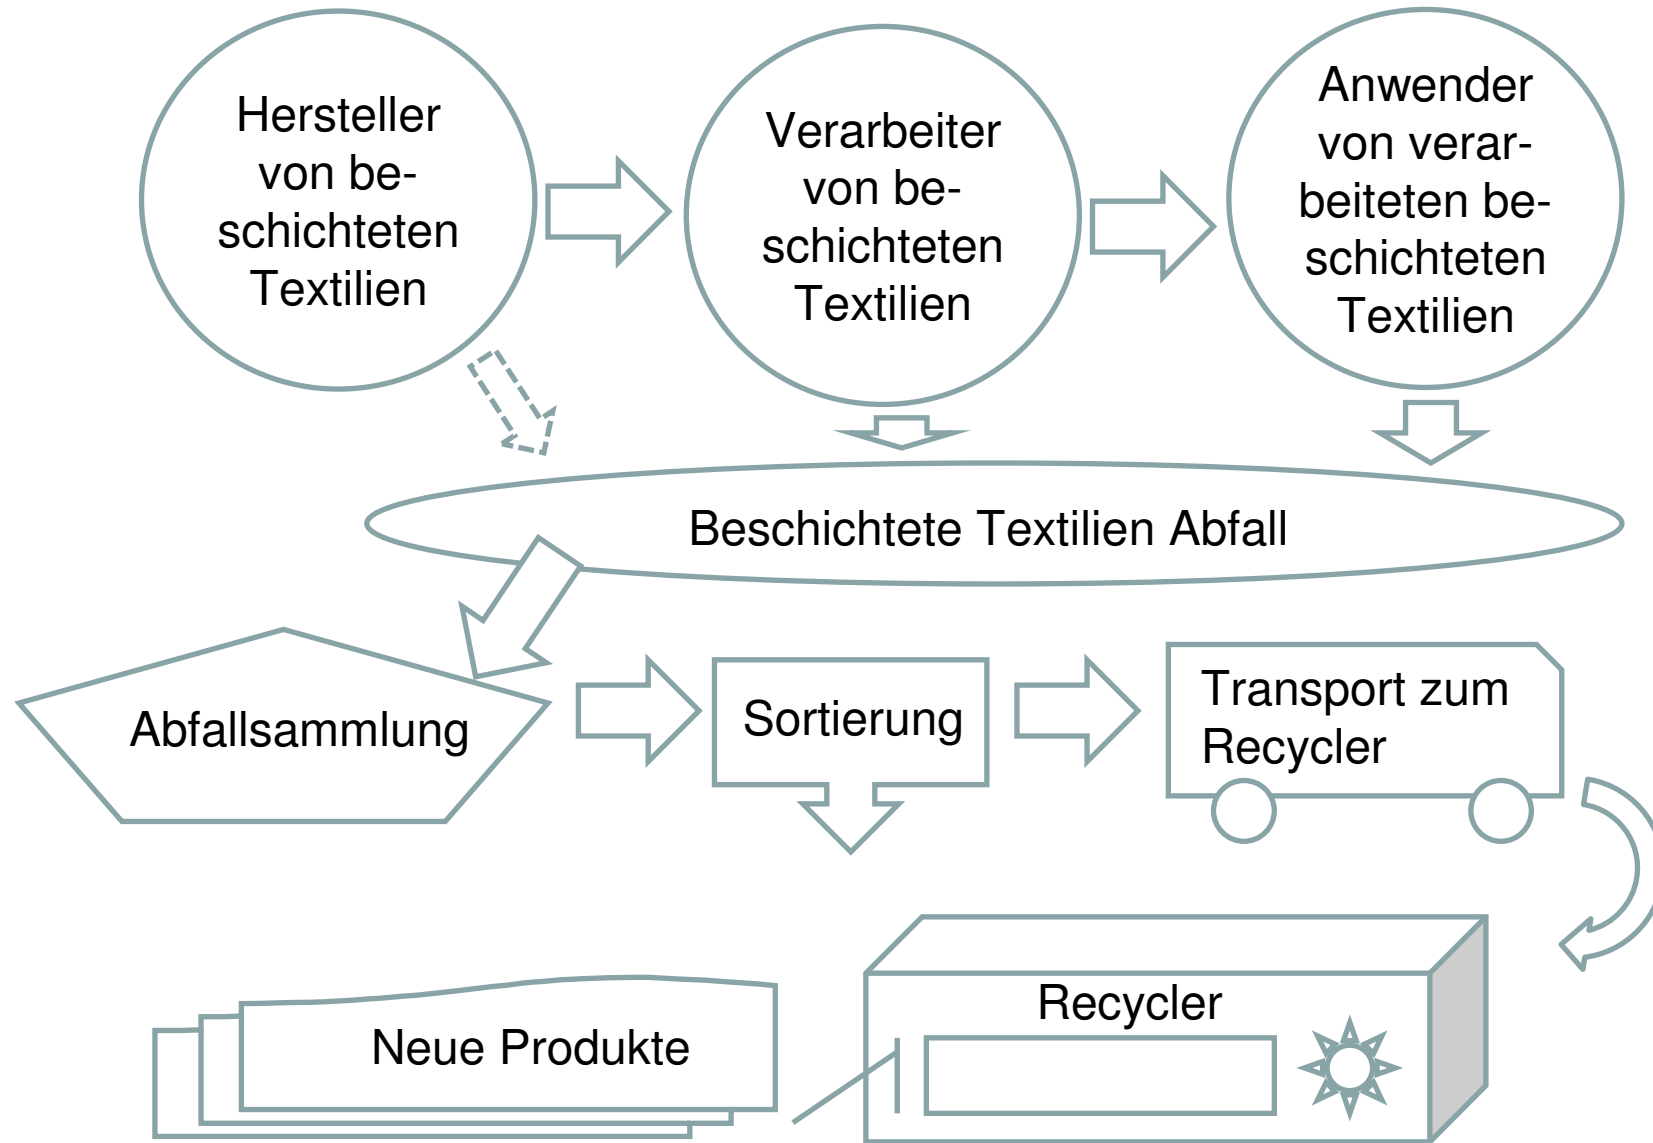 Hersteller
von be-
schichteten
Textilien
Verarbeiter
von be-
schichteten
Textilien
Anwender
von verar-
beiteten be-
schichteten
Textilien
Beschichtete Textilien Abfall
Abfallsammlung
Sortierung
Transport zum
Recycler
Recycler
Neue Produkte